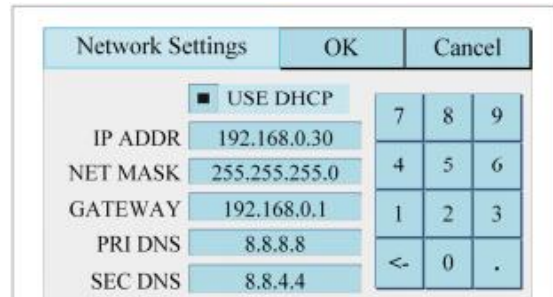 Network Settings OK Cancel
USE DHCP
IP ADDR 192.168.0.30
NET MASK 255.255.255.0
GATEWAY 192.168.0.1
PRI DNS 8.8.8.8
SEC DNS 8.8.4.4
7 8 9
4 5 6
1 2 3
<- 0 .